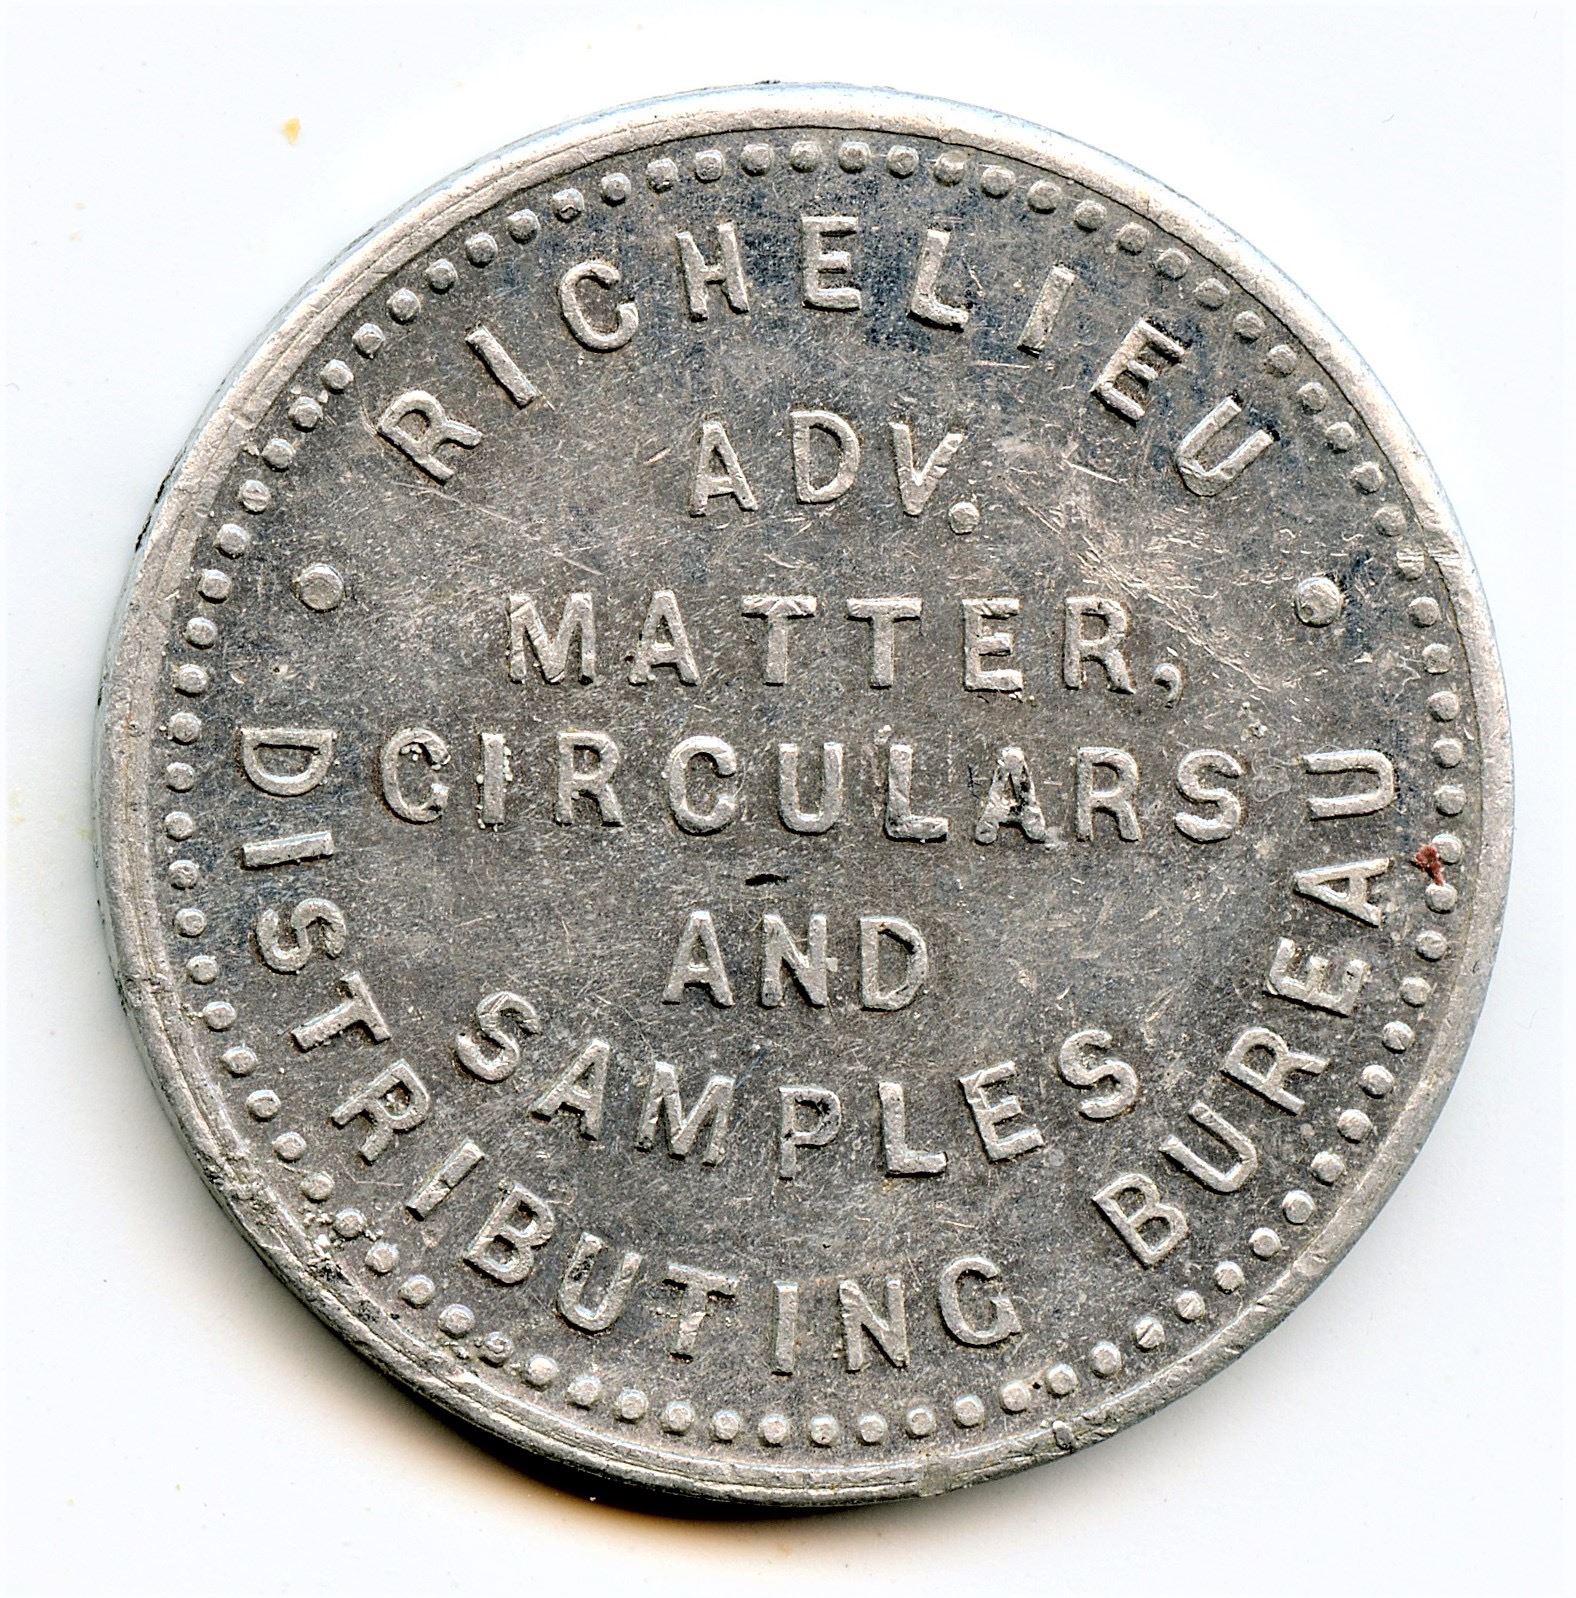 RICHELIEU
ADV.
MATTER,
CIRCULARS
AND
SAMPLES
DISTRIBUTING BUREAU